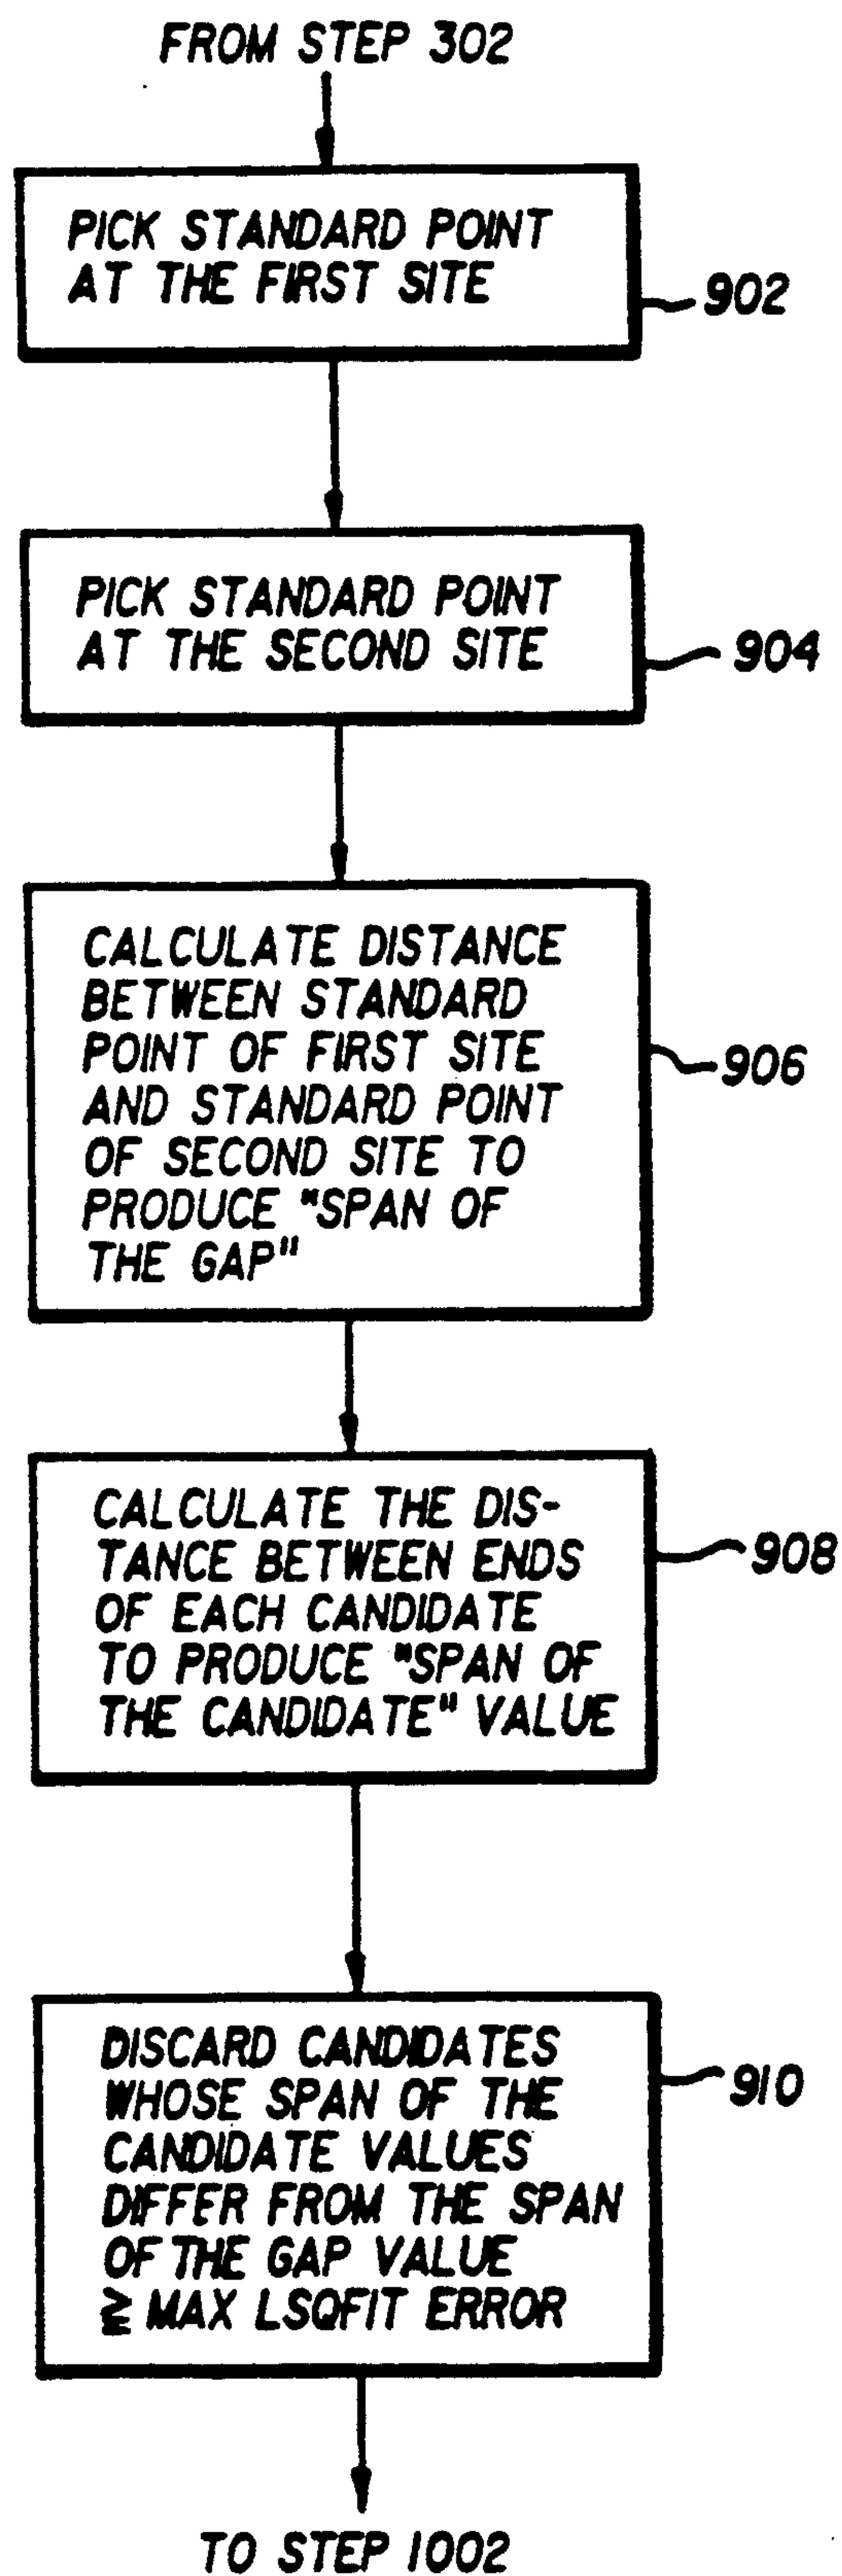 FROM STEP 302
PICK STANDARD POINT
AT THE FIRST SITE
902
PICK STANDARD POINT
AT THE SECOND SITE
904
CALCULATE DISTANCE
BETWEEN STANDARD
POINT OF FIRST SITE
AND STANDARD POINT
OF SECOND SITE TO
PRODUCE "SPAN OF
THE GAP"
906
CALCULATE THE DIS-
TANCE BETWEEN ENDS
OF EACH CANDIDATE
TO PRODUCE "SPAN OF
THE CANDIDATE" VALUE
908
DISCARD CANDIDATES
WHOSE SPAN OF THE
CANDIDATE VALUES
DIFFER FROM THE SPAN
OF THE GAP VALUE
≥ MAX LSQFIT ERROR
910
TO STEP 1002